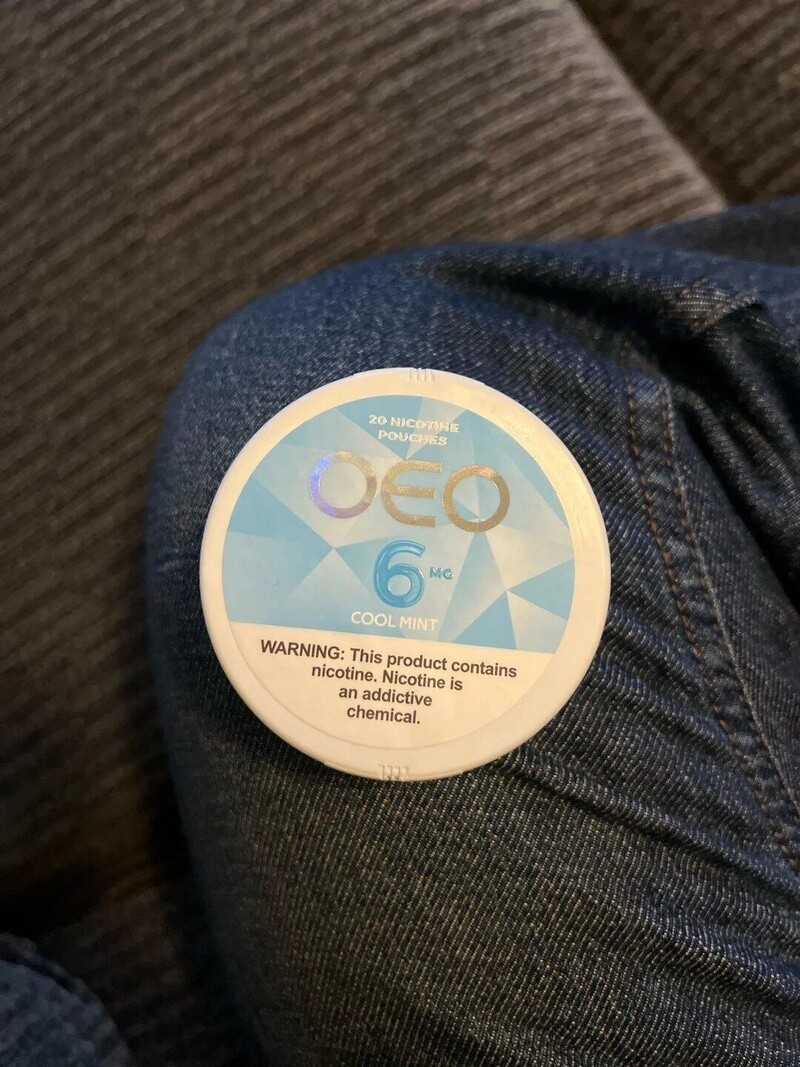 20 NICOTINE
POUCHES
OEO
6 MG
COOL MINT
WARNING: This product contains
nicotine. Nicotine is
an addictive
chemical.